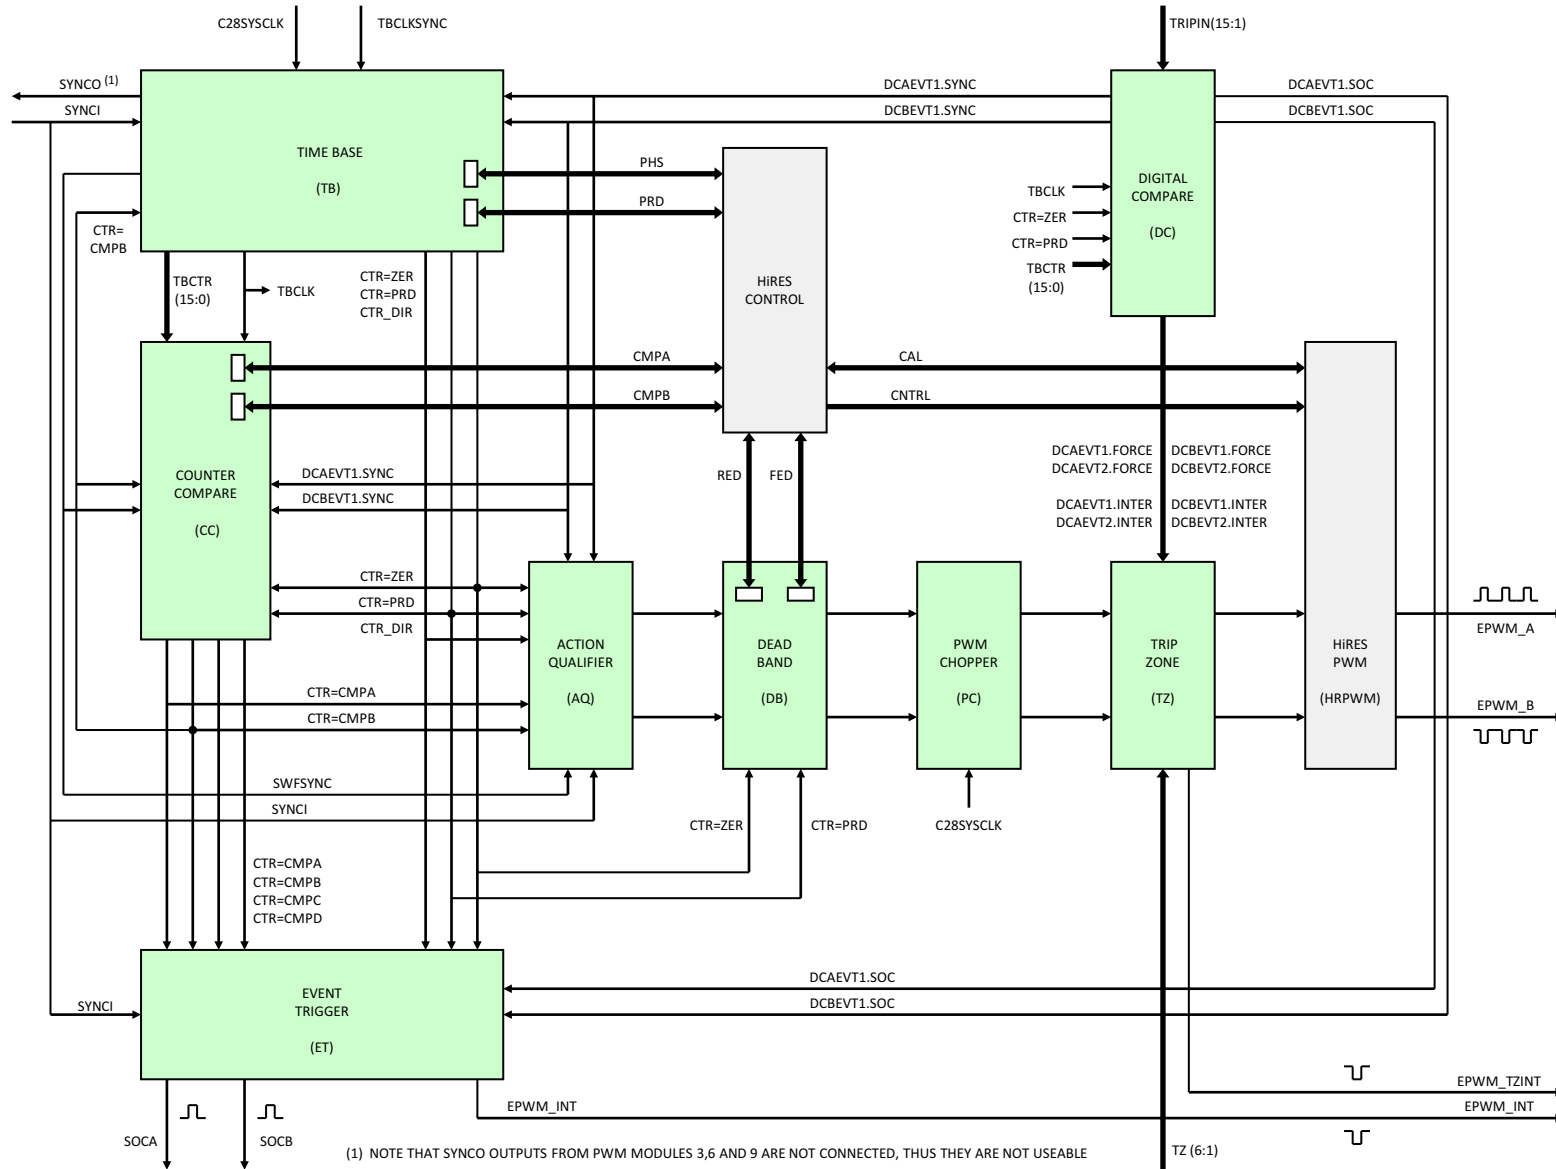 C28SYSCLK
TBCLKSYNC
TRIPIN(15:1)
SYNCO (1)
SYNCI
DCAEVT1.SYNC
DCBEVT1.SYNC
DCAEVT1.SOC
DCBEVT1.SOC
TIME BASE
(TB)
PHS
PRD
CTR=
CMPB
DIGITAL
COMPARE
(DC)
TBCLK
CTR=ZER
CTR=PRD
TBCTR
(15:0)
TBCTR
(15:0)
TBCLK
CTR=ZER
CTR=PRD
CTR_DIR
HiRES
CONTROL
CMPA
CMPB
CAL
CNTRL
COUNTER
COMPARE
(CC)
DCAEVT1.SYNC
DCBEVT1.SYNC
RED
FED
DCAEVT1.FORCE
DCAEVT2.FORCE
DCBEVT1.FORCE
DCBEVT2.FORCE
DCAEVT1.INTER
DCAEVT2.INTER
DCBEVT1.INTER
DCBEVT2.INTER
CTR=ZER
CTR=PRD
CTR_DIR
ACTION
QUALIFIER
(AQ)
DEAD
BAND
(DB)
PWM
CHOPPER
(PC)
TRIP
ZONE
(TZ)
HiRES
PWM
(HRPWM)
EPWM_A
EPWM_B
CTR=CMPA
CTR=CMPB
SWFSYNC
SYNCI
CTR=ZER
CTR=PRD
C28SYSCLK
CTR=CMPA
CTR=CMPB
CTR=CMPC
CTR=CMPD
EVENT
TRIGGER
(ET)
SYNCI
DCAEVT1.SOC
DCBEVT1.SOC
EPWM_TZINT
EPWM_INT
EPWM_INT
SOCA
SOCB
TZ (6:1)
(1) NOTE THAT SYNCO OUTPUTS FROM PWM MODULES 3,6 AND 9 ARE NOT CONNECTED, THUS THEY ARE NOT USEABLE